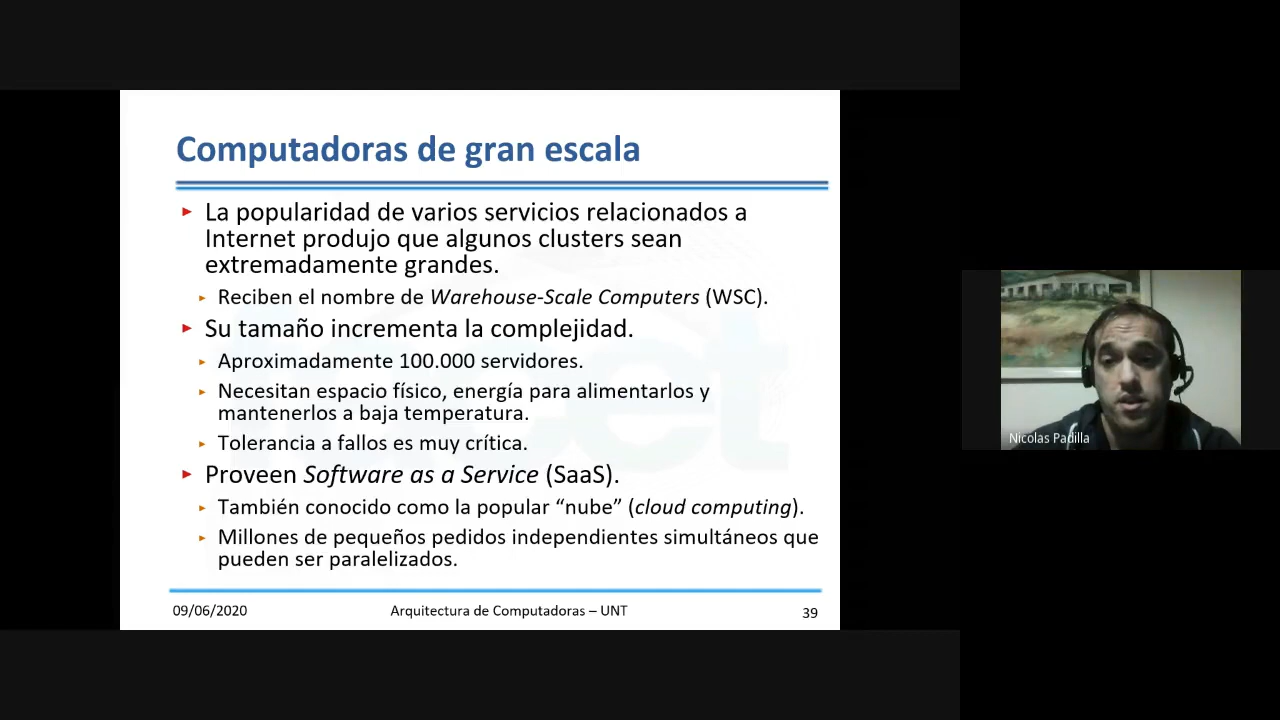 Computadoras de gran escala
La popularidad de varios servicios relacionados a
Internet produjo que algunos clusters sean
extremadamente grandes.
Reciben el nombre de Warehouse-Scale Computers (WSC).
Su tamaño incrementa la complejidad.
Aproximadamente 100.000 servidores.
Necesitan espacio físico, energía para alimentarlos y
mantenerlos a baja temperatura.
Tolerancia a fallos es muy crítica.
Proveen Software as a Service (SaaS).
También conocido como la popular “nube” (cloud computing).
Millones de pequeños pedidos independientes simultáneos que
pueden ser paralelizados.
09/06/2020 Arquitectura de Computadoras – UNT 39
Nicolas Padilla